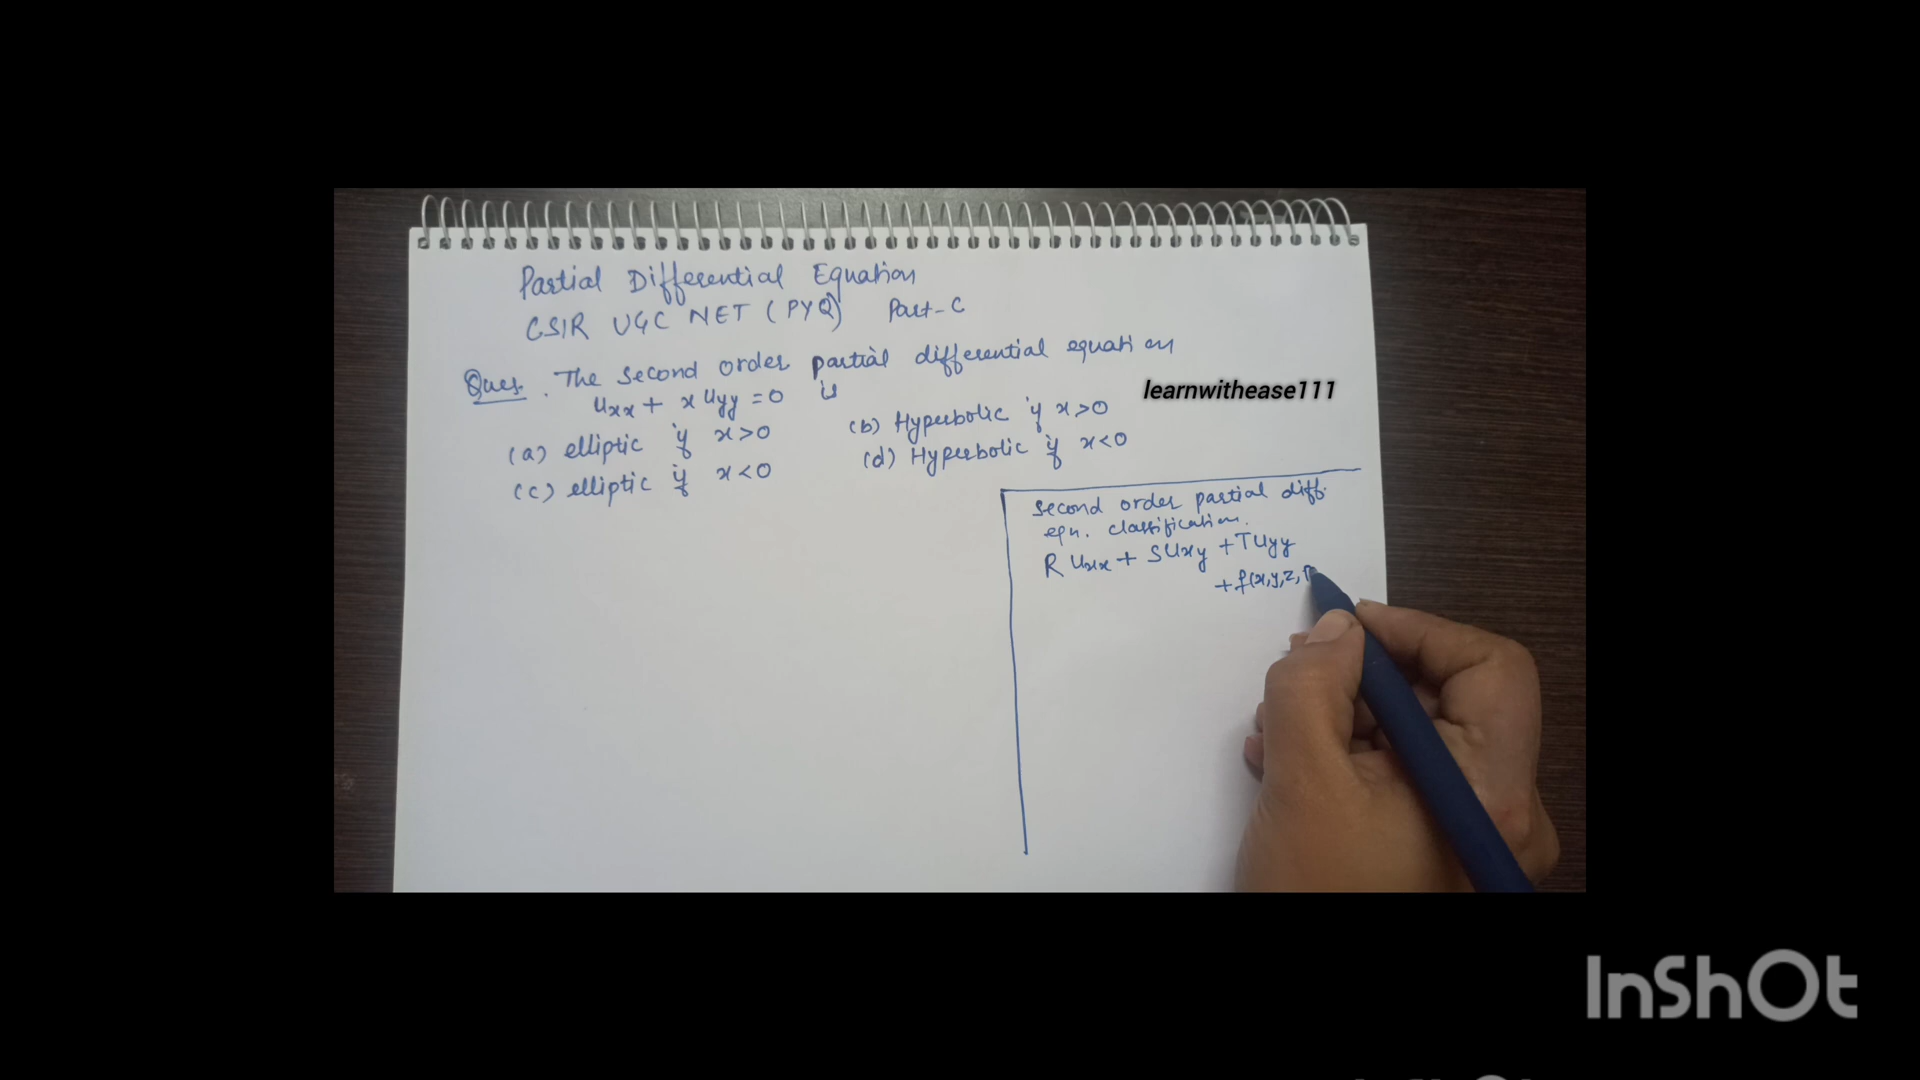 Partial Differential Equation
CSIR UGC NET (PYQ) Part-C
Ques. The second order partial differential equation
uxx + x uyy = 0 is
(a) elliptic if x>0 (b) Hyperbolic if x>0
(c) elliptic if x<0 (d) Hyperbolic if x<0
learnwithease111
second order partial diff.
eqn. classification.
R uxx + S uxy + T uyy
+ f(x,y,z,p
InShOt